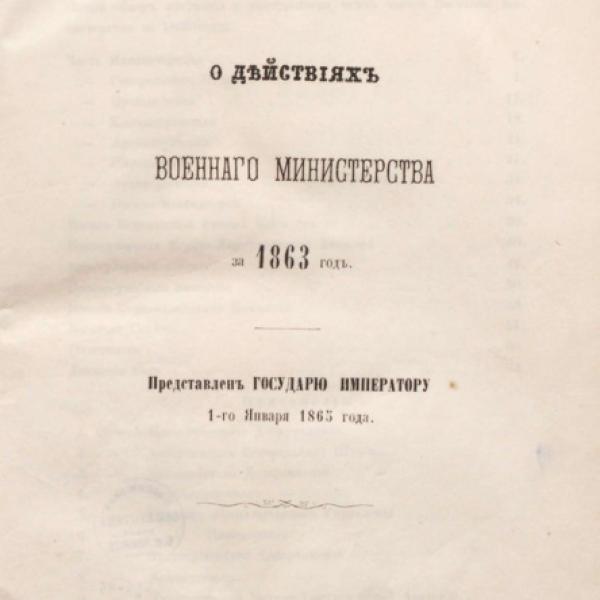 О ДѢЙСТВІЯХЪ
ВОЕННАГО МИНИСТЕРСТВА
за 1863 годъ.
Представленъ ГОСУДАРЮ ИМПЕРАТОРУ
1-го Января 1865 года.